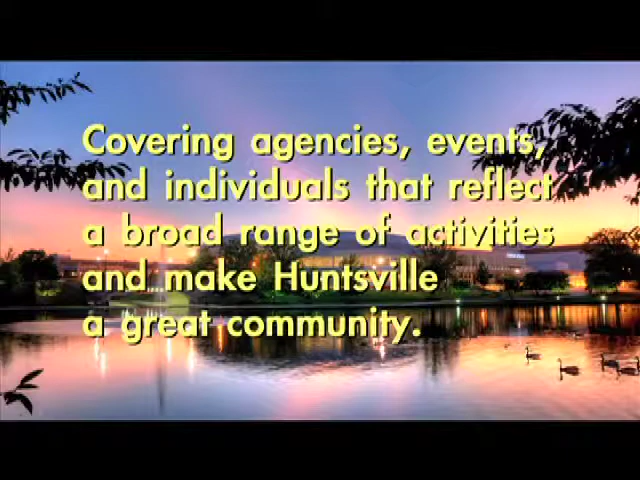 Covering agencies, events,
and individuals that reflect
a broad range of activities
and make Huntsville
a great community.